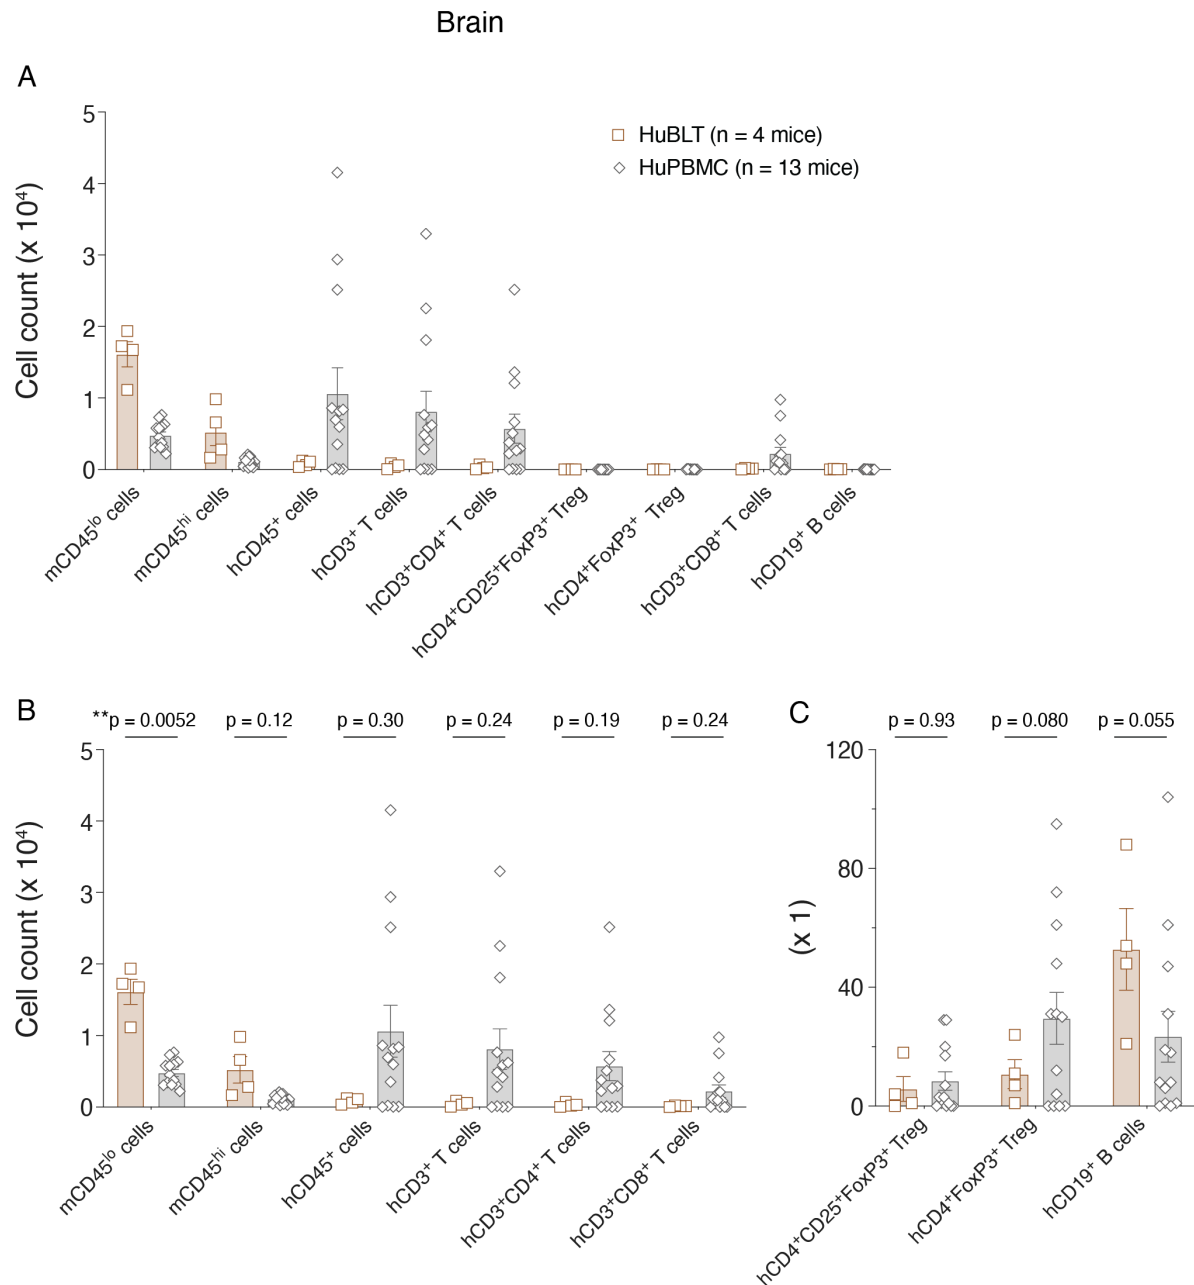 Brain
A
5
4
3
2
1
0
Cell count (x 10⁴)
HuBLT (n = 4 mice)
HuPBMC (n = 13 mice)
mCD45ˡᵒ cells
mCD45ʰⁱ cells
hCD45⁺ cells
hCD3⁺ T cells
hCD3⁺CD4⁺ T cells
hCD4⁺CD25⁺FoxP3⁺ Treg
hCD4⁺FoxP3⁺ Treg
hCD3⁺CD8⁺ T cells
hCD19⁺ B cells
B
**p = 0.0052
p = 0.12
p = 0.30
p = 0.24
p = 0.19
p = 0.24
5
4
3
2
1
0
Cell count (x 10⁴)
mCD45ˡᵒ cells
mCD45ʰⁱ cells
hCD45⁺ cells
hCD3⁺ T cells
hCD3⁺CD4⁺ T cells
hCD3⁺CD8⁺ T cells
C
p = 0.93
p = 0.080
p = 0.055
120
80
40
0
(x 1)
hCD4⁺CD25⁺FoxP3⁺ Treg
hCD4⁺FoxP3⁺ Treg
hCD19⁺ B cells